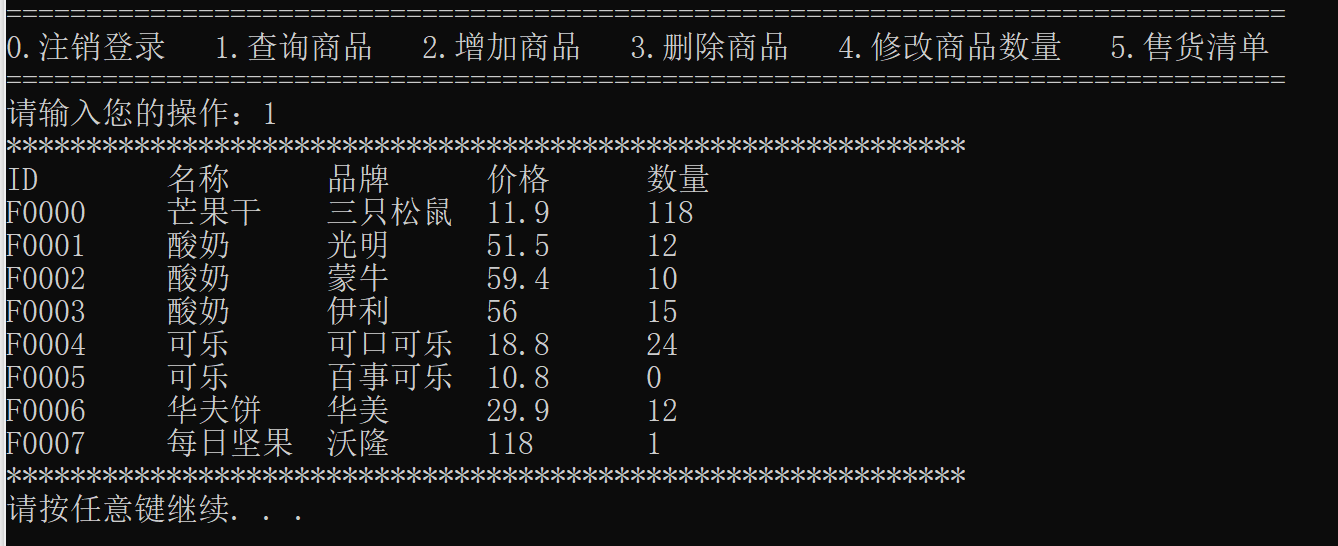 ================================================================================
0.注销登录   1.查询商品   2.增加商品   3.删除商品   4.修改商品数量   5.售货清单
================================================================================
请输入您的操作：1
************************************************************
ID        名称      品牌      价格      数量
F0000     芒果干    三只松鼠  11.9      118
F0001     酸奶      光明      51.5      12
F0002     酸奶      蒙牛      59.4      10
F0003     酸奶      伊利      56        15
F0004     可乐      可口可乐  18.8      24
F0005     可乐      百事可乐  10.8      0
F0006     华夫饼    华美      29.9      12
F0007     每日坚果  沃隆      118       1
************************************************************
请按任意键继续. . .